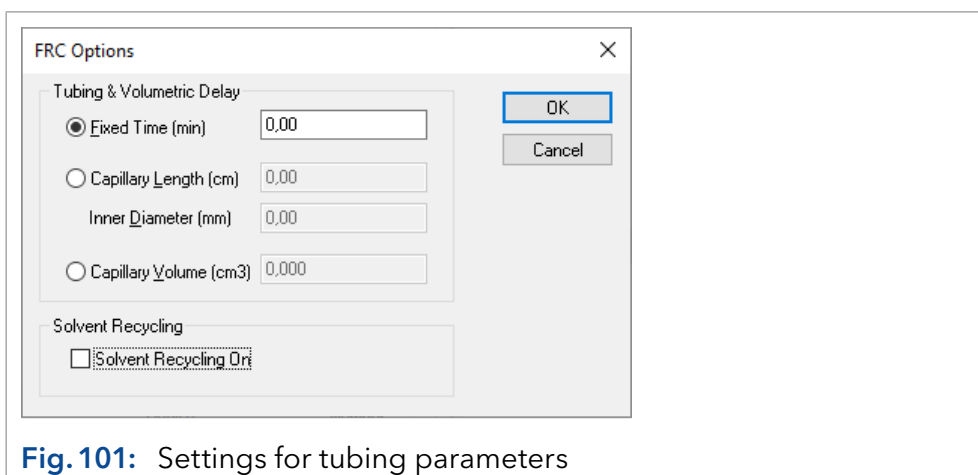 FRC Options
Tubing & Volumetric Delay
Fixed Time (min) 0,00
OK
Cancel
Capillary Length (cm) 0,00
Inner Diameter (mm) 0,00
Capillary Volume (cm3) 0,000
Solvent Recycling
Solvent Recycling On
Fig. 101: Settings for tubing parameters